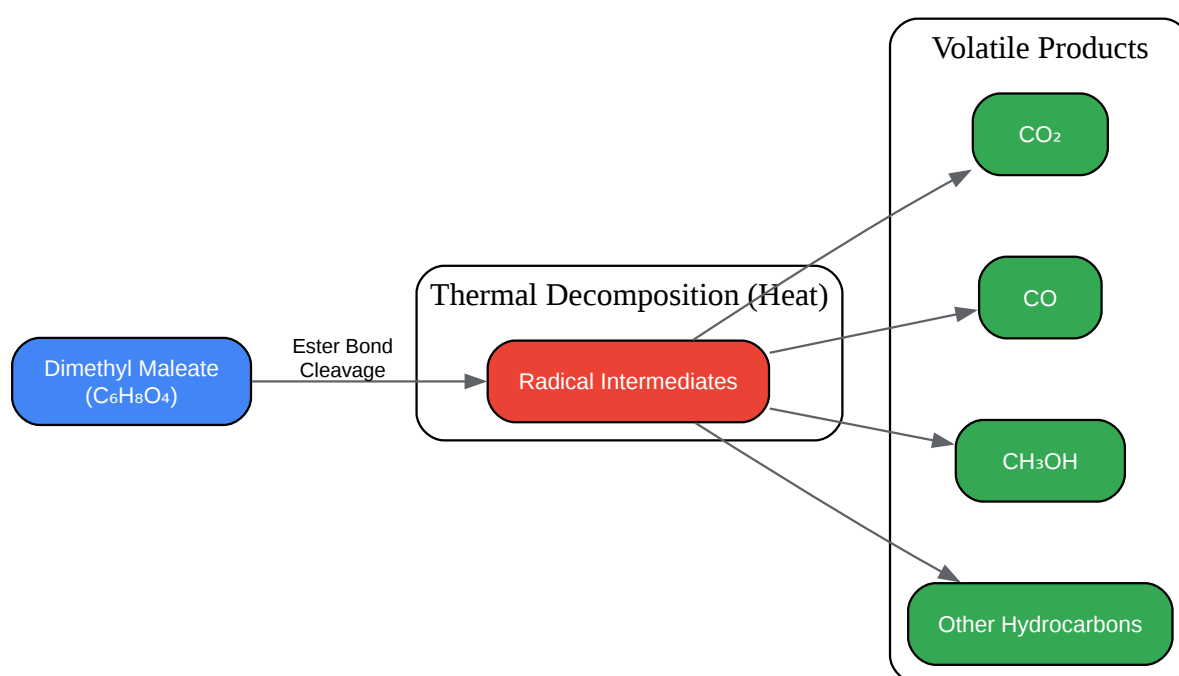 Volatile Products
CO₂
Thermal Decomposition (Heat)
CO
Ester Bond
Cleavage
Dimethyl Maleate
(C₆H₈O₄)
Radical Intermediates
CH₃OH
Other Hydrocarbons